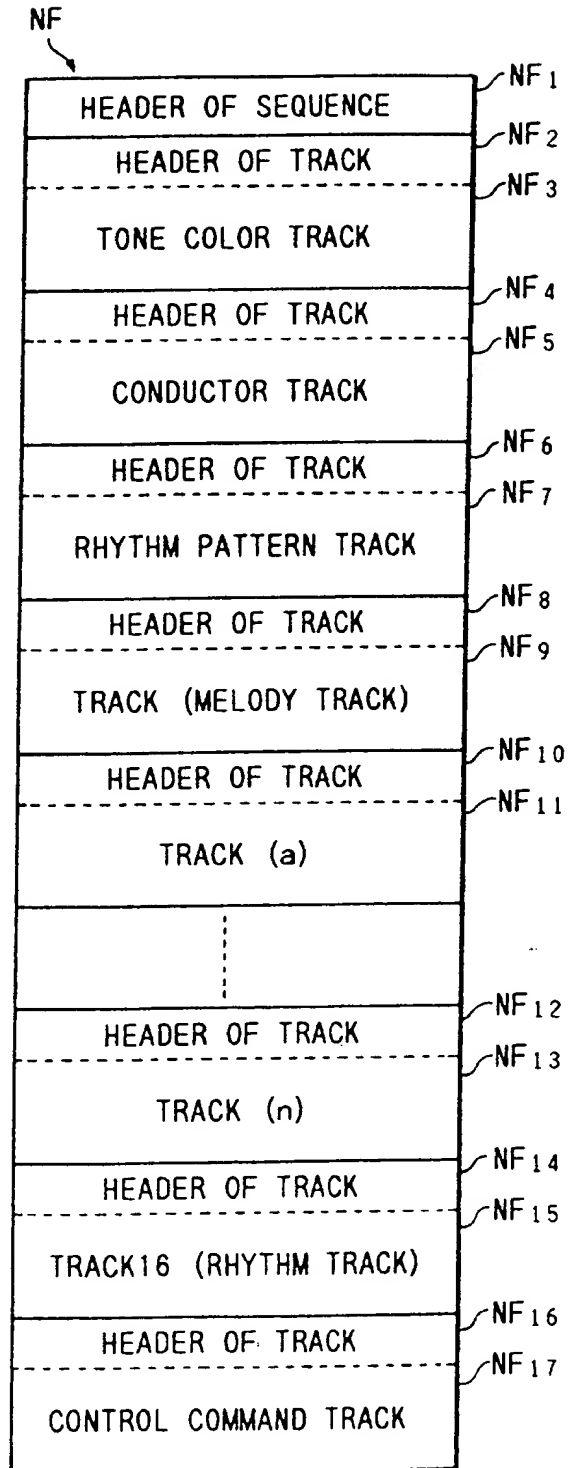 NF
HEADER OF SEQUENCE NF1
HEADER OF TRACK NF2
TONE COLOR TRACK NF3
HEADER OF TRACK NF4
CONDUCTOR TRACK NF5
HEADER OF TRACK NF6
RHYTHM PATTERN TRACK NF7
HEADER OF TRACK NF8
TRACK (MELODY TRACK) NF9
HEADER OF TRACK NF10
TRACK (a) NF11
HEADER OF TRACK NF12
TRACK (n) NF13
HEADER OF TRACK NF14
TRACK16 (RHYTHM TRACK) NF15
HEADER OF TRACK NF16
CONTROL COMMAND TRACK NF17